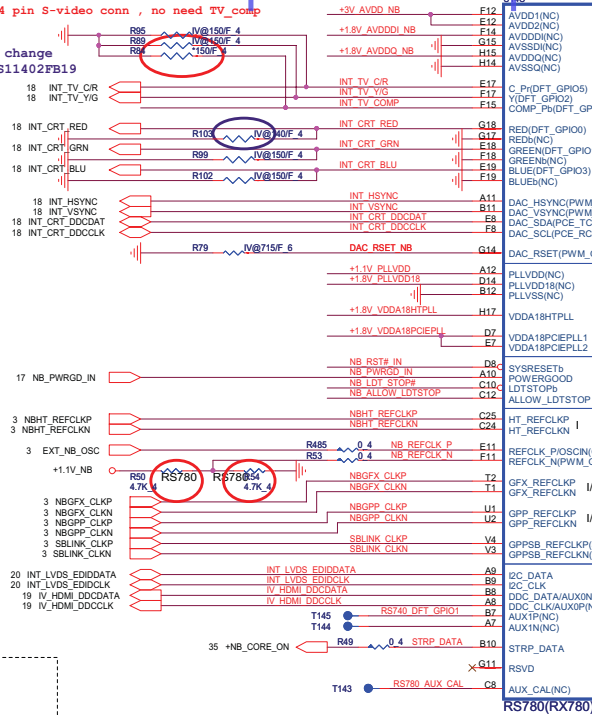 4 pin S-video conn , no need TV_comp
change
S11402FB19
+3V_AVDD_NB F12 AVDD1(NC)
E12 AVDD2(NC)
R95 IV@150/F_4 +1.8V_AVDDDI_NB F14 AVDDDI(NC)
R89 IV@150/F_4 G15 AVSSDI(NC)
R84 *150/F_4 +1.8V_AVDDQ_NB H15 AVDDQ(NC)
H14 AVSSQ(NC)
18 INT_TV_C/R INT_TV_C/R E17 C_Pr(DFT_GPIO5)
18 INT_TV_Y/G INT_TV_Y/G F17 Y(DFT_GPIO2)
INT_TV_COMP F15 COMP_Pb(DFT_GP
18 INT_CRT_RED INT_CRT_RED G18 RED(DFT_GPIO0)
R103 IV@140/F_4 G17 REDb(NC)
18 INT_CRT_GRN INT_CRT_GRN E18 GREEN(DFT_GPIO
R99 IV@150/F_4 F18 GREENb(NC)
18 INT_CRT_BLU INT_CRT_BLU E19 BLUE(DFT_GPIO3)
R102 IV@150/F_4 F19 BLUEb(NC)
18 INT_HSYNC INT_HSYNC A11 DAC_HSYNC(PWM
18 INT_VSYNC INT_VSYNC B11 DAC_VSYNC(PWM
18 INT_CRT_DDCDAT INT_CRT_DDCDAT E8 DAC_SDA(PCE_TC
18 INT_CRT_DDCCLK INT_CRT_DDCCLK F8 DAC_SCL(PCE_RC
R79 IV@715/F_6 DAC_RSET_NB G14 DAC_RSET(PWM_G
+1.1V_PLLVDD A12 PLLVDD(NC)
+1.8V_PLLVDD18 D14 PLLVDD18(NC)
B12 PLLVSS(NC)
+1.8V_VDDA18HTPLL H17 VDDA18HTPLL
+1.8V_VDDA18PCIEPLL D7 VDDA18PCIEPLL1
E7 VDDA18PCIEPLL2
NB_RST#_IN D8 SYSRESETb
17 NB_PWRGD_IN NB_PWRGD_IN A10 POWERGOOD
NB_LDT_STOP# C10 LDTSTOPb
NB_ALLOW_LDTSTOP C12 ALLOW_LDTSTOP
3 NBHT_REFCLKP NBHT_REFCLKP C25 HT_REFCLKP
3 NBHT_REFCLKN NBHT_REFCLKN C24 HT_REFCLKN I
3 EXT_NB_OSC R485 0_4 NB_REFCLK_P E11 REFCLK_P/OSCIN(
R53 0_4 NB_REFCLK_N F11 REFCLK_N(PWM_G
+1.1V_NB R50 4.7K_4 RS780 RS780 R54 4.7K_4
3 NBGFX_CLKP NBGFX_CLKP T2 GFX_REFCLKP
3 NBGFX_CLKN NBGFX_CLKN T1 GFX_REFCLKN I/
3 NBGPP_CLKP NBGPP_CLKP U1 GPP_REFCLKP
3 NBGPP_CLKN NBGPP_CLKN U2 GPP_REFCLKN I/
3 SBLINK_CLKP SBLINK_CLKP V4 GPPSB_REFCLKP(
3 SBLINK_CLKN SBLINK_CLKN V3 GPPSB_REFCLKN(
20 INT_LVDS_EDIDDATA INT_LVDS_EDIDDATA A9 I2C_DATA
20 INT_LVDS_EDIDCLK INT_LVDS_EDIDCLK B9 I2C_CLK
19 IV_HDMI_DDCDATA IV_HDMI_DDCDATA B8 DDC_DATA/AUX0N
19 IV_HDMI_DDCCLK IV_HDMI_DDCCLK A8 DDC_CLK/AUX0P(N
T145 RS740_DFT_GPIO1 B7 AUX1P(NC)
T144 A7 AUX1N(NC)
35 +NB_CORE_ON R49 0_4 STRP_DATA B10 STRP_DATA
G11 RSVD
T143 RS780_AUX_CAL C8 AUX_CAL(NC)
RS780(RX780)